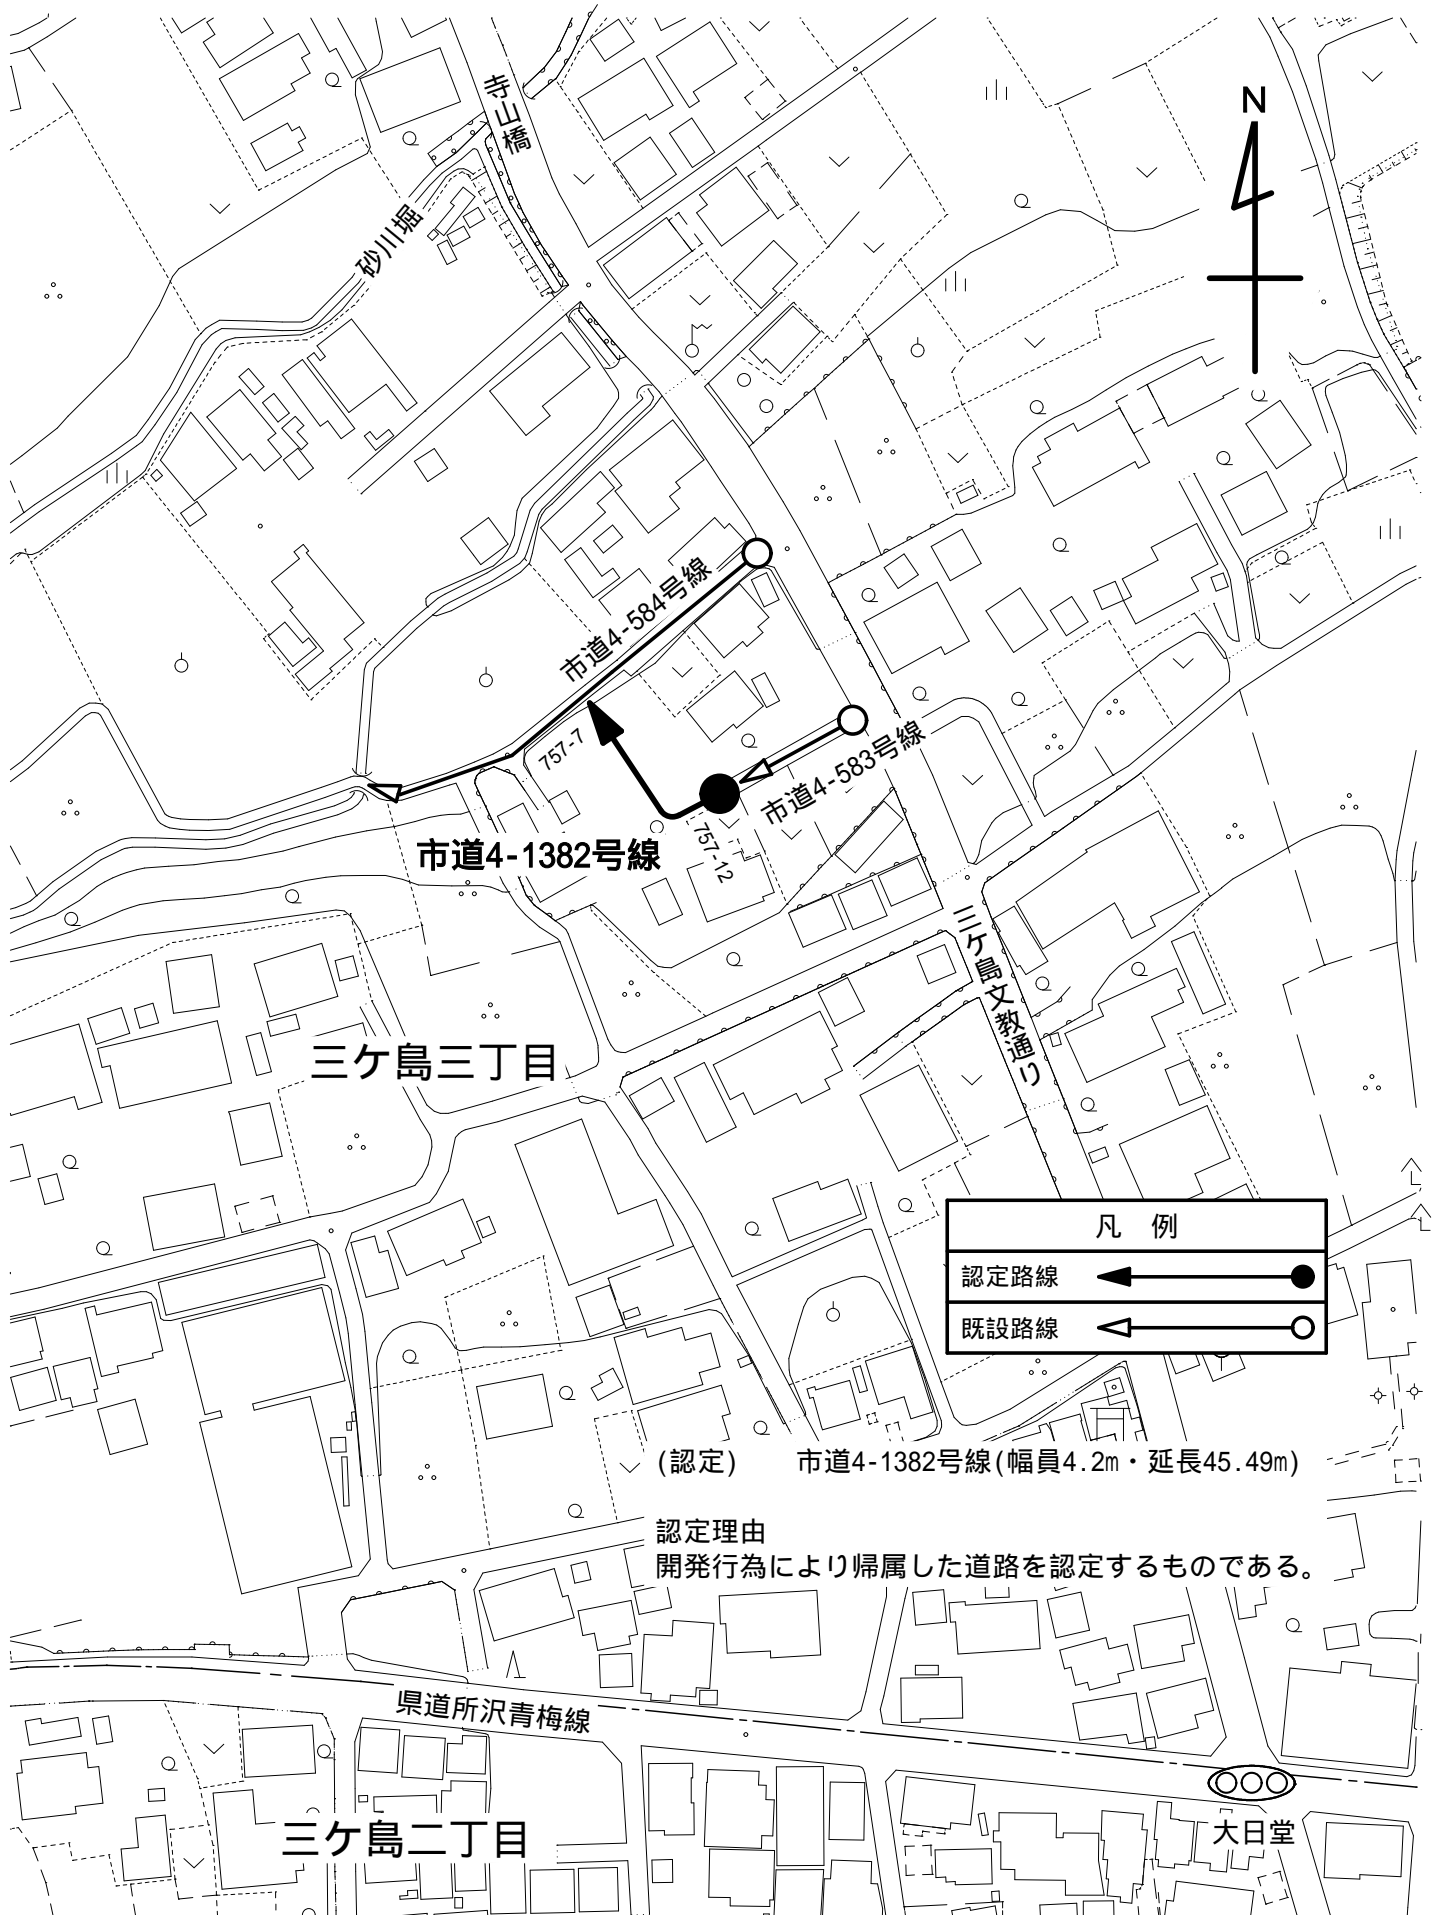 寺山橋
N
砂川堀
市道4-584号線
757-7
市道4-583号線
757-12
市道4-1382号線
三ケ島文教通り
三ケ島三丁目
凡 例
認定路線
既設路線
(認定) 市道4-1382号線(幅員4.2m・延長45.49m)
認定理由
開発行為により帰属した道路を認定するものである。
県道所沢青梅線
大日堂
三ケ島二丁目